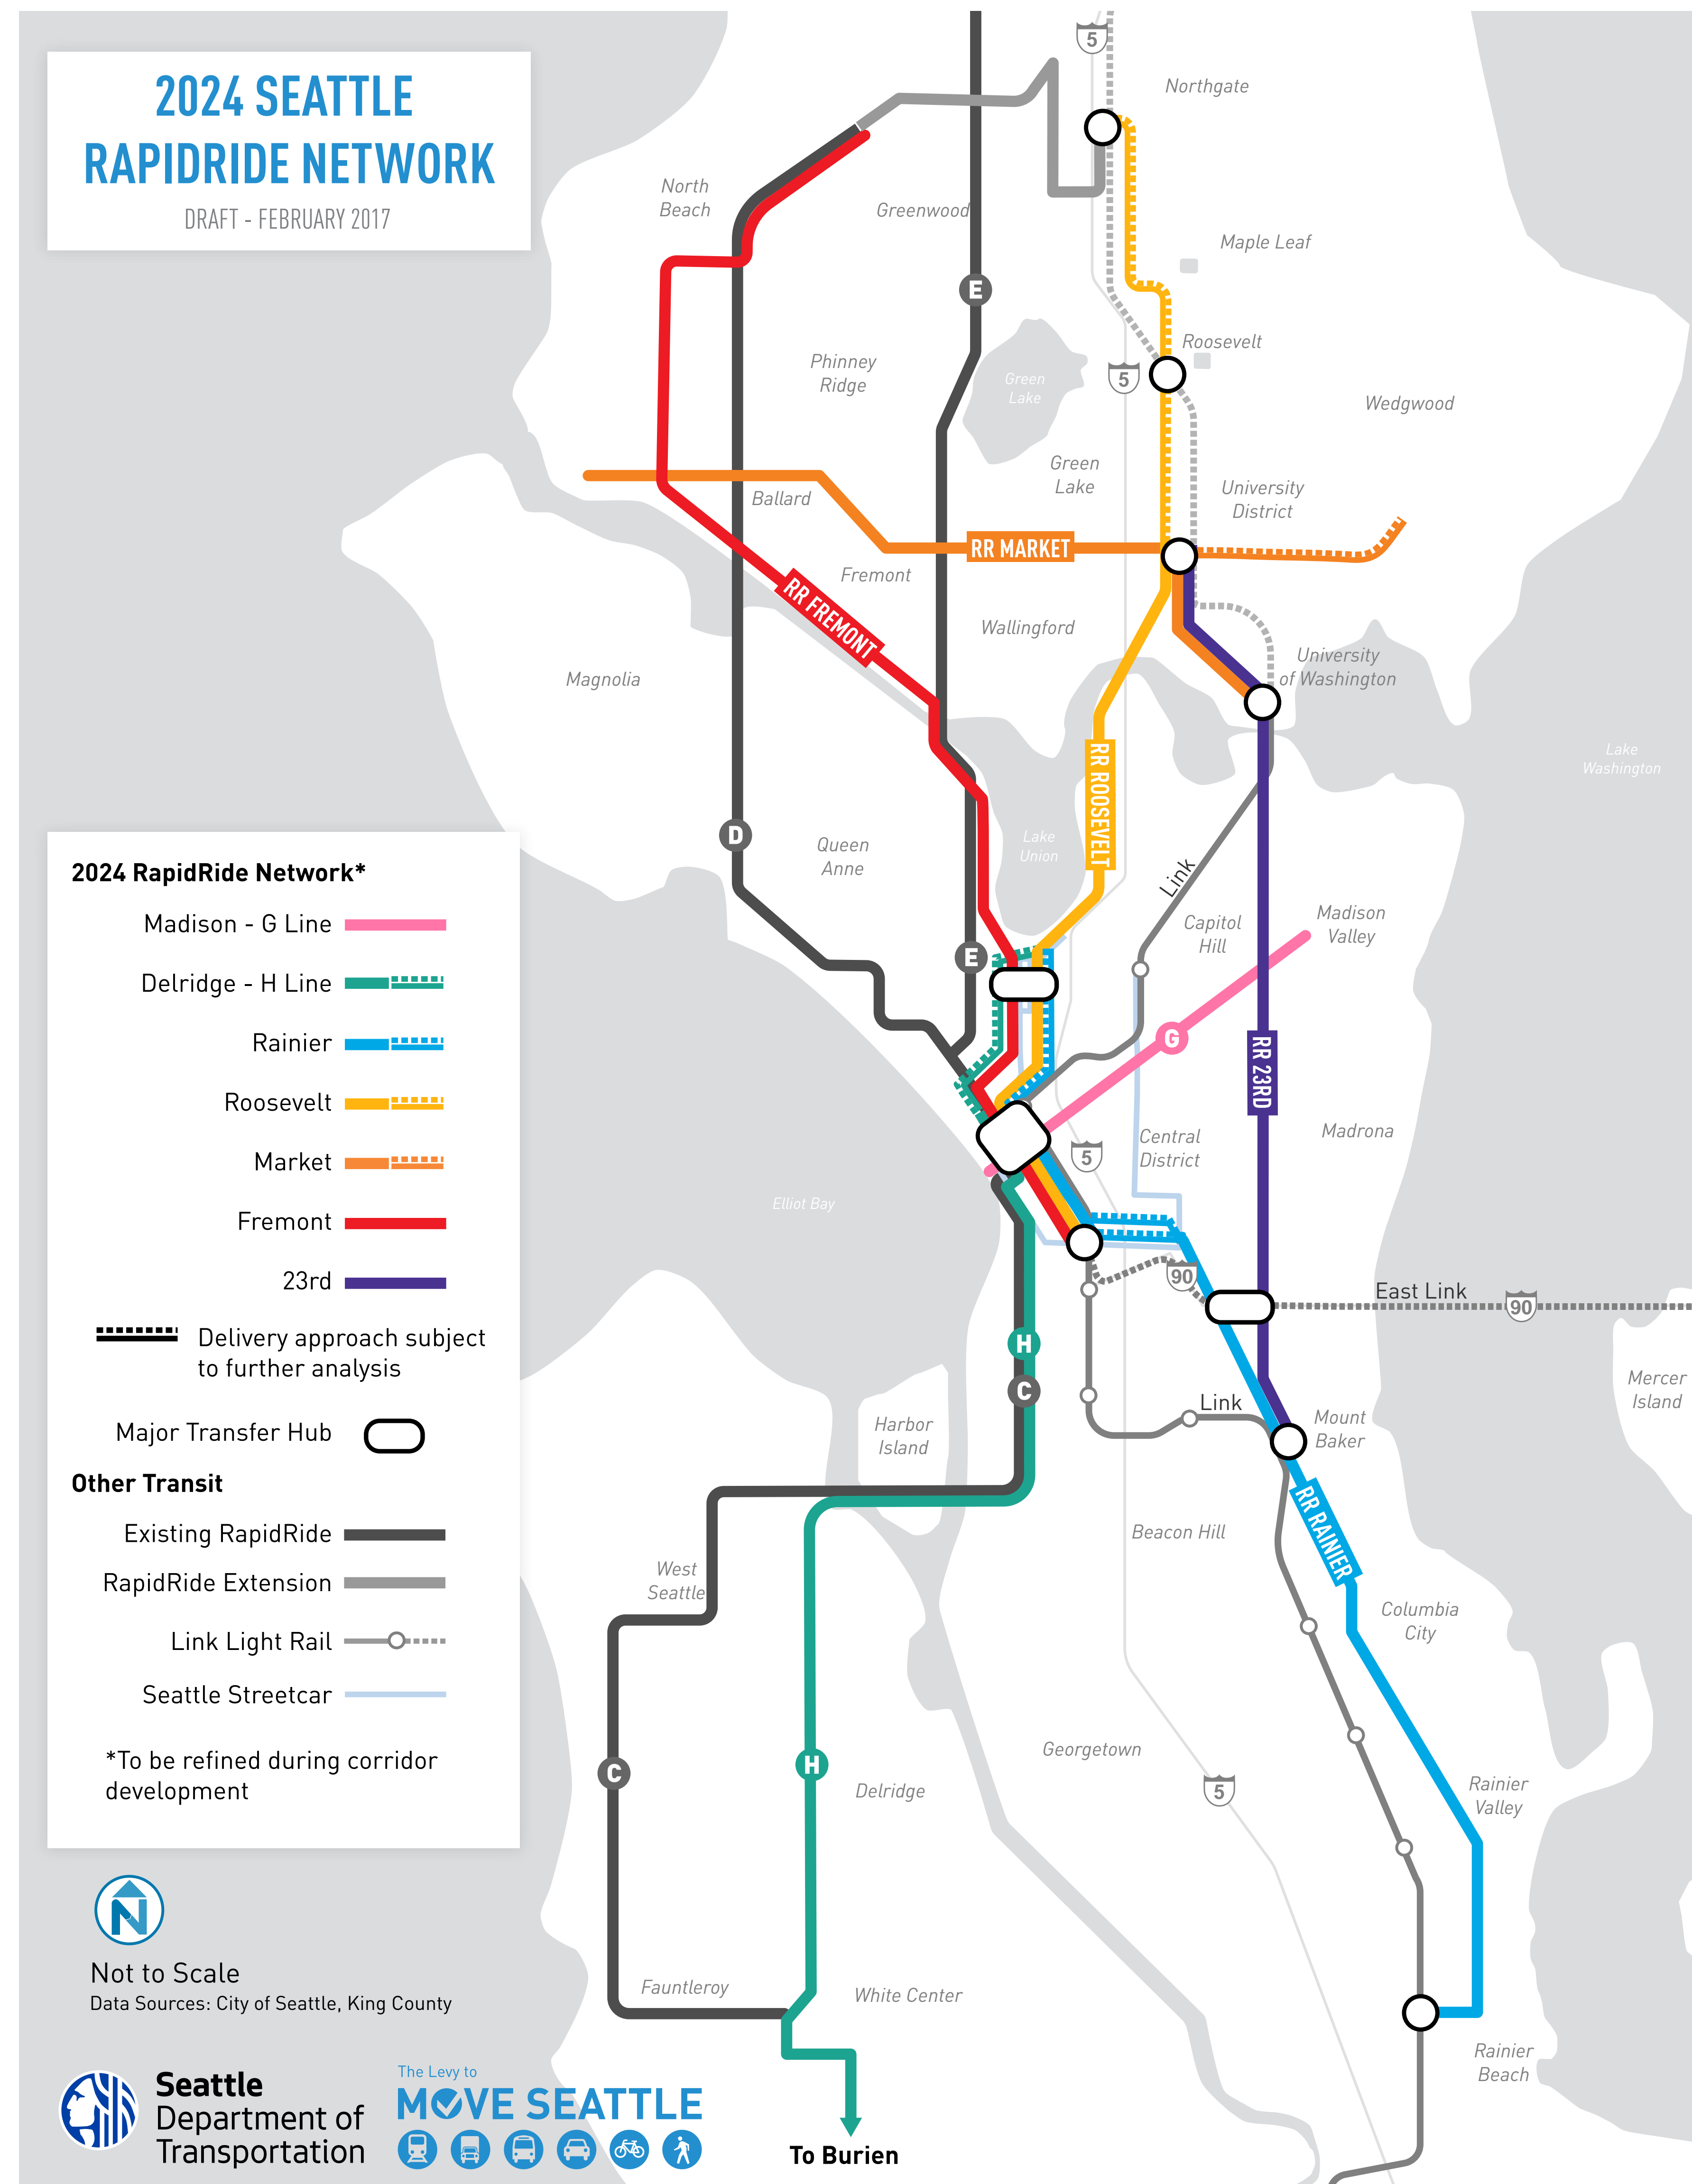 2024 SEATTLE
RAPIDRIDE NETWORK
DRAFT - FEBRUARY 2017
5
Northgate
North
Beach
Greenwood
Maple Leaf
E
Roosevelt
Phinney
Ridge
Green
Lake
5
Wedgwood
Green
Lake
University
District
Ballard
RR MARKET
Fremont
RR FREMONT
Wallingford
University
of Washington
Magnolia
Lake
Washington
RR ROOSEVELT
D
Queen
Anne
Lake
Union
Link
Capitol
Hill
Madison
Valley
E
G
RR 23RD
Central
District
Madrona
5
Elliot Bay
90
East Link
90
H
C
Mercer
Island
Link
Mount
Baker
Harbor
Island
RR RAINIER
Beacon Hill
West
Seattle
Columbia
City
Georgetown
C
H
Delridge
5
Rainier
Valley
Fauntleroy
White Center
Rainier
Beach
To Burien
2024 RapidRide Network*
Madison - G Line
Delridge - H Line
Rainier
Roosevelt
Market
Fremont
23rd
Delivery approach subject
to further analysis
Major Transfer Hub
Other Transit
Existing RapidRide
RapidRide Extension
Link Light Rail
Seattle Streetcar
*To be refined during corridor
development
N
Not to Scale
Data Sources: City of Seattle, King County
Seattle
Department of
Transportation
The Levy to
MOVE SEATTLE